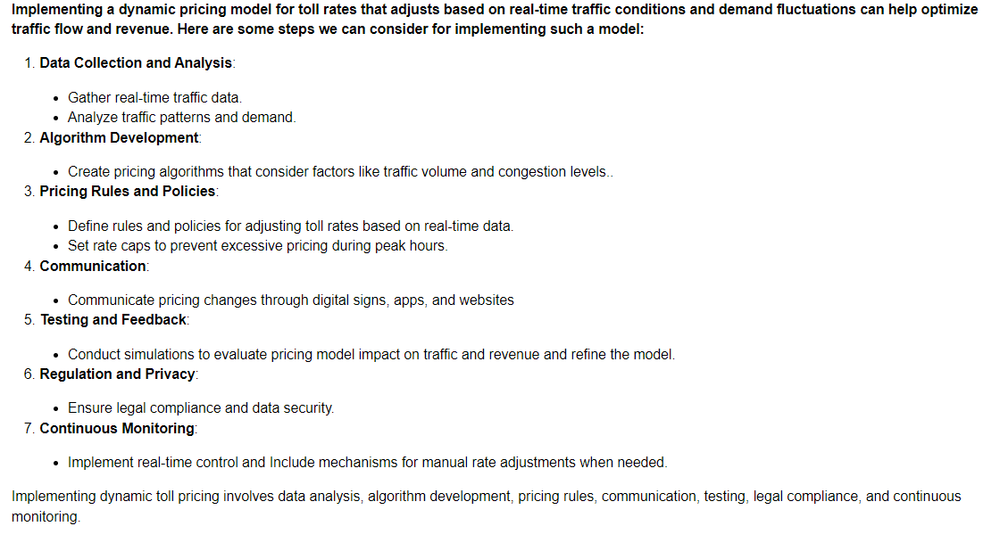 Implementing a dynamic pricing model for toll rates that adjusts based on real-time traffic conditions and demand fluctuations can help optimize
traffic flow and revenue. Here are some steps we can consider for implementing such a model:
1. Data Collection and Analysis:
• Gather real-time traffic data.
• Analyze traffic patterns and demand.
2. Algorithm Development:
• Create pricing algorithms that consider factors like traffic volume and congestion levels..
3. Pricing Rules and Policies:
• Define rules and policies for adjusting toll rates based on real-time data.
• Set rate caps to prevent excessive pricing during peak hours.
4. Communication:
• Communicate pricing changes through digital signs, apps, and websites
5. Testing and Feedback:
• Conduct simulations to evaluate pricing model impact on traffic and revenue and refine the model.
6. Regulation and Privacy:
• Ensure legal compliance and data security.
7. Continuous Monitoring:
• Implement real-time control and Include mechanisms for manual rate adjustments when needed.
Implementing dynamic toll pricing involves data analysis, algorithm development, pricing rules, communication, testing, legal compliance, and continuous
monitoring.